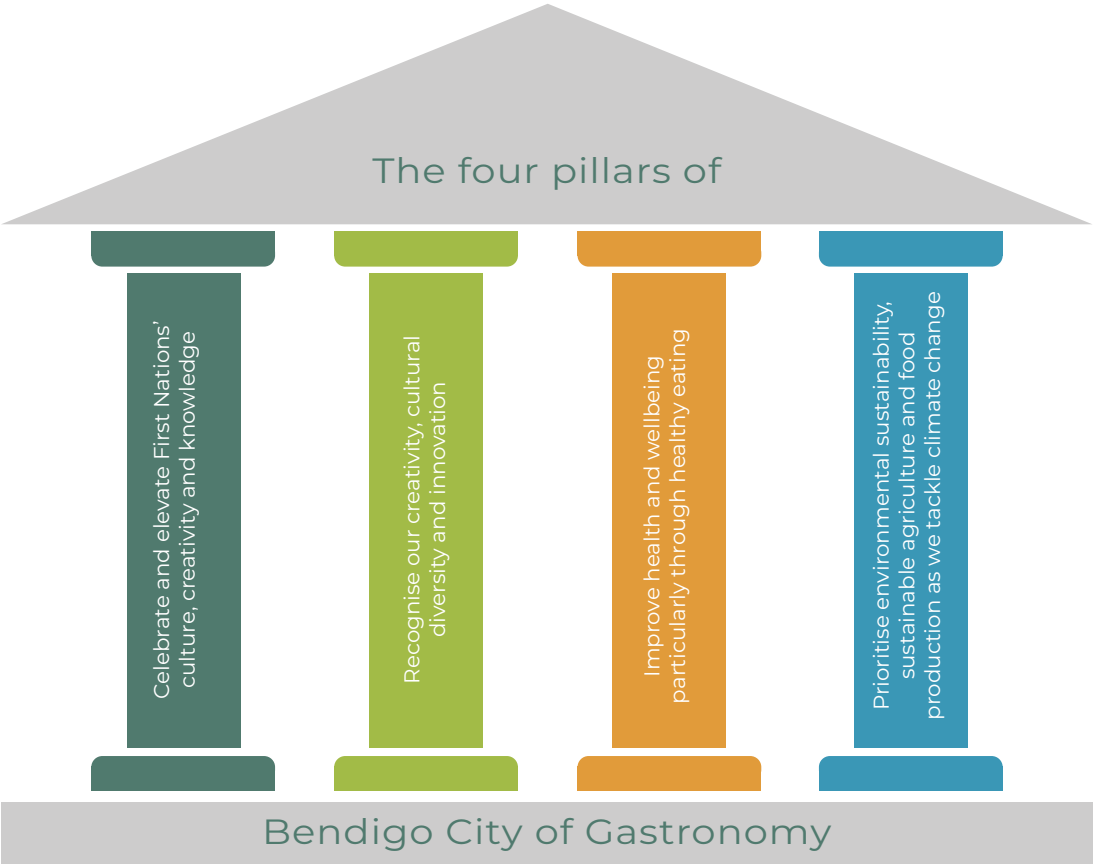 The four pillars of
Celebrate and elevate First Nations’
culture, creativity and knowledge
Recognise our creativity, cultural
diversity and innovation
Improve health and wellbeing
particularly through healthy eating
Prioritise environmental sustainability,
sustainable agriculture and food
production as we tackle climate change
Bendigo City of Gastronomy